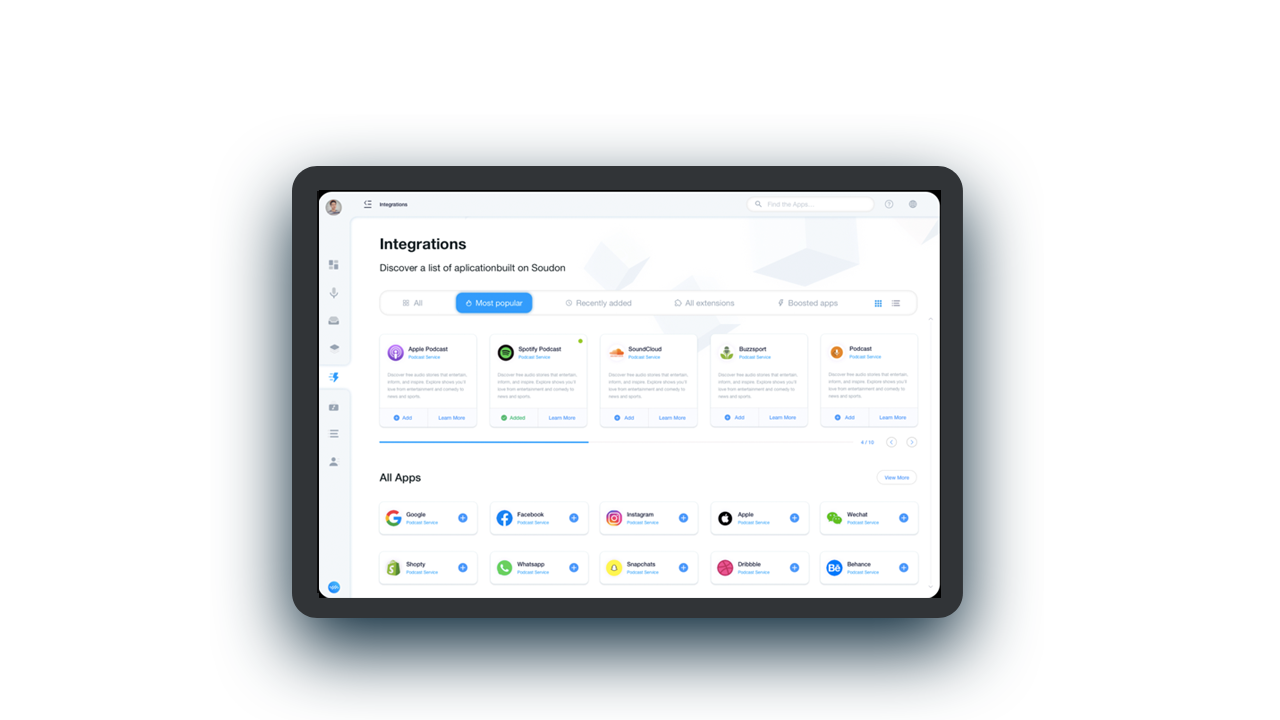 Integrations
Find the Apps...
Integrations
Discover a list of aplicationbuilt on Soudon
All
Most popular
Recently added
All extensions
Boosted apps
Apple Podcast
Podcast Service
Discover free audio stories that entertain,
inform, and inspire. Explore shows you'll
love from entertainment and comedy to
news and sports.
Add
Learn More
Spotify Podcast
Podcast Service
Discover free audio stories that entertain,
inform, and inspire. Explore shows you'll
love from entertainment and comedy to
news and sports.
Added
Learn More
SoundCloud
Podcast Service
Discover free audio stories that entertain,
inform, and inspire. Explore shows you'll
love from entertainment and comedy to
news and sports.
Add
Learn More
Buzzsport
Podcast Service
Discover free audio stories that entertain,
inform, and inspire. Explore shows you'll
love from entertainment and comedy to
news and sports.
Add
Learn More
Podcast
Podcast Service
Discover free audio stories that entertain,
inform, and inspire. Explore shows you'll
love from entertainment and comedy to
news and sports.
Add
Learn More
4 / 10
All Apps
View More
Google
Podcast Service
Facebook
Podcast Service
Instagram
Podcast Service
Apple
Podcast Service
Wechat
Podcast Service
Shopty
Podcast Service
Whatsapp
Podcast Service
Snapchats
Podcast Service
Dribbble
Podcast Service
Bē
Behance
Podcast Service